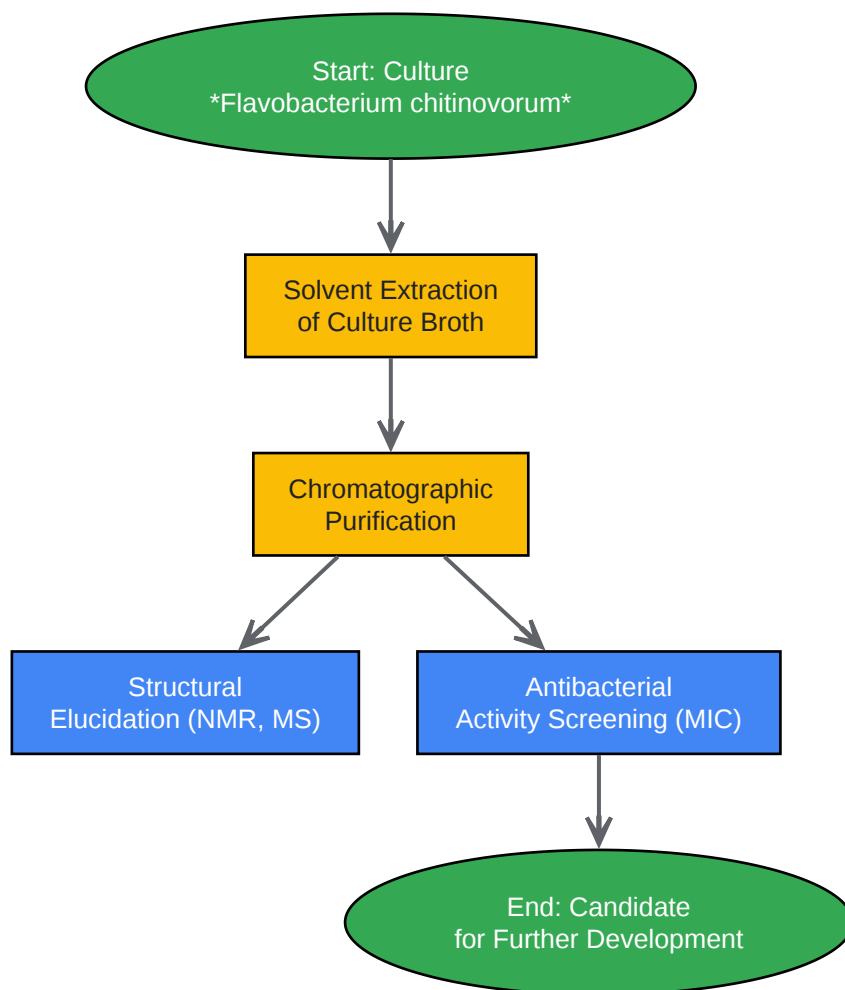 Start: Culture
*Flavobacterium chitinovorum*
Solvent Extraction
of Culture Broth
Chromatographic
Purification
Structural
Elucidation (NMR, MS)
Antibacterial
Activity Screening (MIC)
End: Candidate
for Further Development